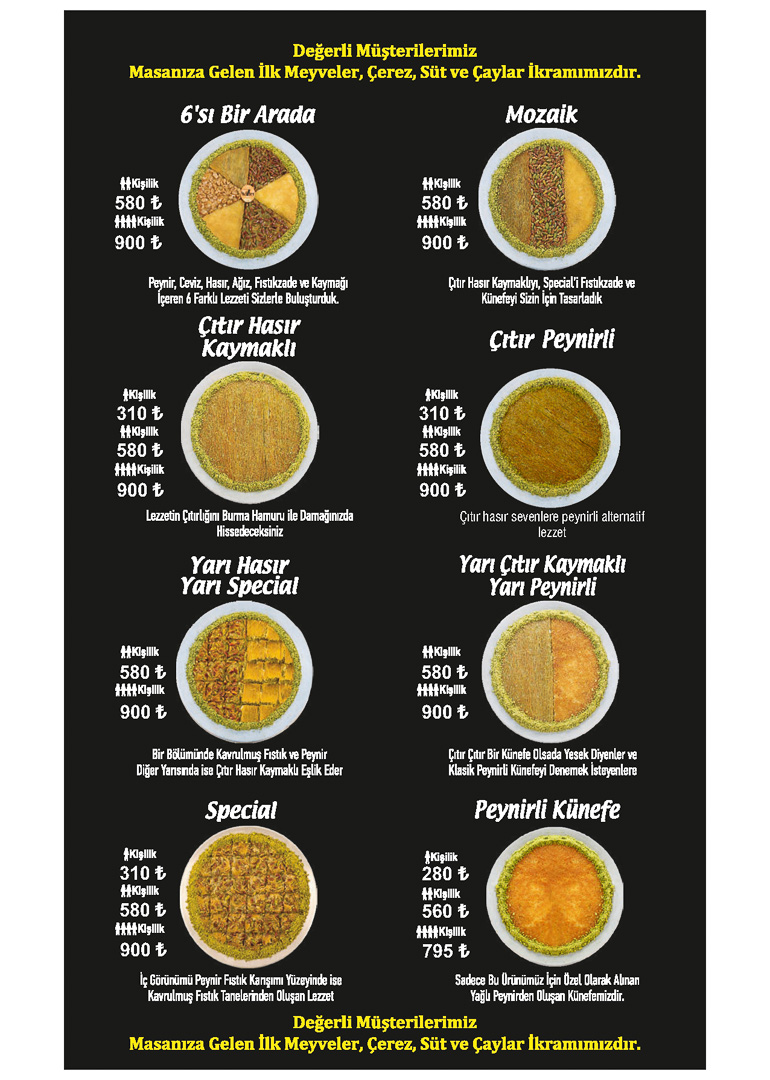 Değerli Müşterilerimiz
Masanıza Gelen İlk Meyveler, Çerez, Süt ve Çaylar İkramımızdır.
6'sı Bir Arada
Kişilik
580 ₺
Kişilik
900 ₺
Peynir, Ceviz, Hasır, Ağız, Fıstıkzade ve Kaymağı
İçeren 6 Farklı Lezzeti Sizlerle Buluşturduk.
Mozaik
Kişilik
580 ₺
Kişilik
900 ₺
Çıtır Hasır Kaymaklıyı, Special'i Fıstıkzade ve
Künefeyi Sizin İçin Tasarladık
Çıtır Hasır
Kaymaklı
Kişilik
310 ₺
Kişilik
580 ₺
Kişilik
900 ₺
Lezzetin Çıtırlığını Burma Hamuru ile Damağınızda
Hissedeceksiniz
Çıtır Peynirli
Kişilik
310 ₺
Kişilik
580 ₺
Kişilik
900 ₺
Çıtır hasır sevenlere peynirli alternatif
lezzet
Yarı Hasır
Yarı Special
Kişilik
580 ₺
Kişilik
900 ₺
Bir Bölümünde Kavrulmuş Fıstık ve Peynir
Diğer Yarısında ise Çıtır Hasır Kaymaklı Eşlik Eder
Yarı Çıtır Kaymaklı
Yarı Peynirli
Kişilik
580 ₺
Kişilik
900 ₺
Çıtır Çıtır Bir Künefe Olsada Yesek Diyenler ve
Klasik Peynirli Künefeyi Denemek İsteyenlere
Special
Kişilik
310 ₺
Kişilik
580 ₺
Kişilik
900 ₺
İç Görünümü Peynir Fıstık Karışımı Yüzeyinde ise
Kavrulmuş Fıstık Tanelerinden Oluşan Lezzet
Peynirli Künefe
Kişilik
280 ₺
Kişilik
560 ₺
Kişilik
795 ₺
Sadece Bu Ürünümüz İçin Özel Olarak Alınan
Yağlı Peynirden Oluşan Künefemizdir.
Değerli Müşterilerimiz
Masanıza Gelen İlk Meyveler, Çerez, Süt ve Çaylar İkramımızdır.